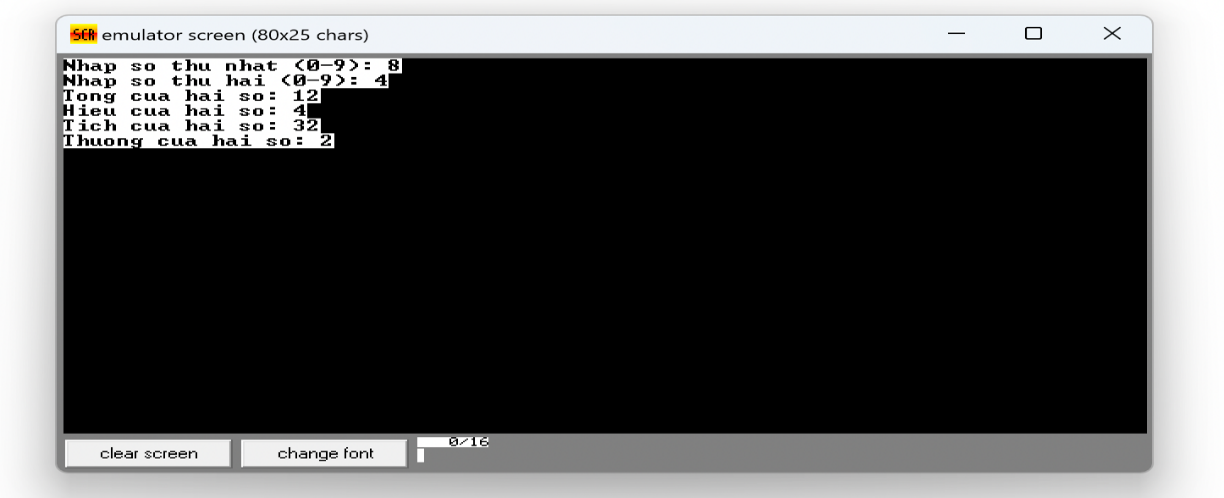 SCR emulator screen (80x25 chars)
Nhap so thu nhat (0-9): 8
Nhap so thu hai (0-9): 4
Tong cua hai so: 12
Hieu cua hai so: 4
Tich cua hai so: 32
Thuong cua hai so: 2
clear screen
change font
0/16